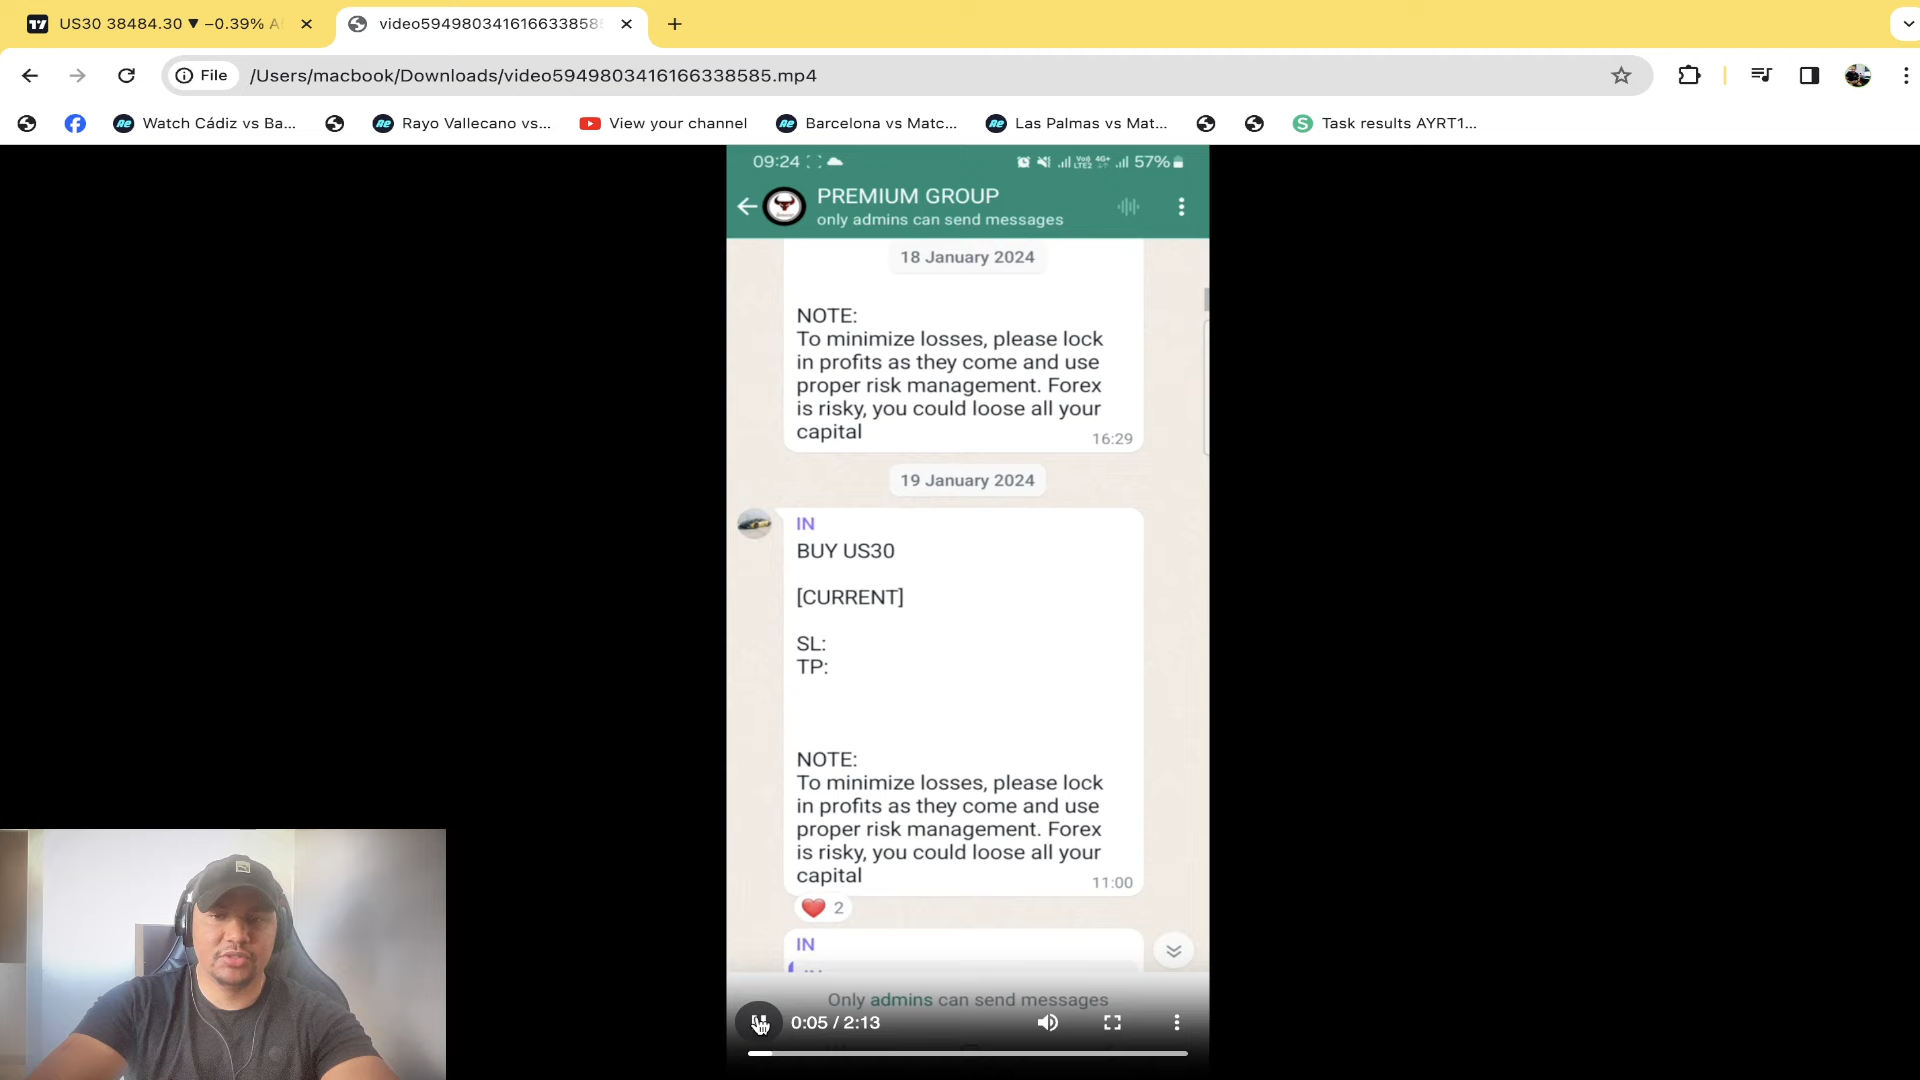 US30 38484.30 ▼ −0.39%
video5949803416166338585
File
/Users/macbook/Downloads/video5949803416166338585.mp4
Watch Cádiz vs Ba...
Rayo Vallecano vs...
View your channel
Barcelona vs Matc...
Las Palmas vs Mat...
Task results AYRT1...
09:24
57%
PREMIUM GROUP
only admins can send messages
18 January 2024
NOTE:
To minimize losses, please lock
in profits as they come and use
proper risk management. Forex
is risky, you could loose all your
capital
16:29
19 January 2024
IN
BUY US30
[CURRENT]
SL:
TP:
NOTE:
To minimize losses, please lock
in profits as they come and use
proper risk management. Forex
is risky, you could loose all your
capital
11:00
2
IN
Only admins can send messages
0:05 / 2:13